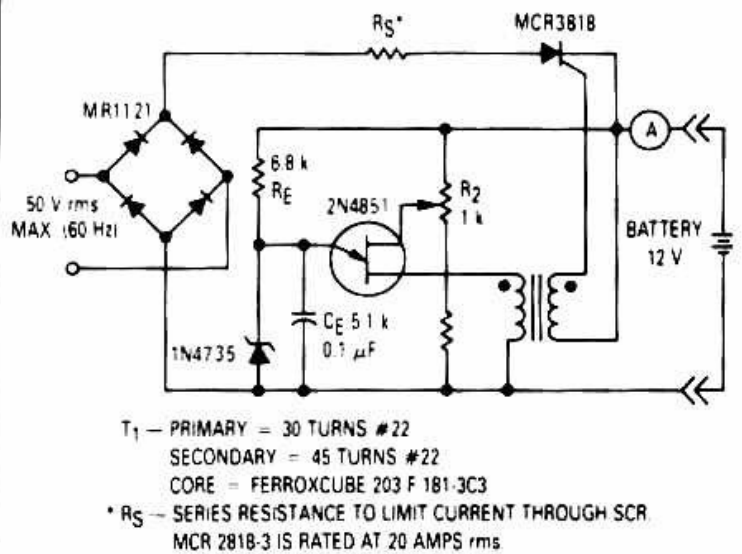 RS*
MCR3818
MR1121
A
6.8 k
RE
2N4851
R2
1 k
50 V rms
MAX (60 Hz)
BATTERY
12 V
CE 5.1 k
0.1 µF
1N4735
T1 — PRIMARY = 30 TURNS #22
SECONDARY = 45 TURNS #22
CORE = FERROXCUBE 203 F 181-3C3
* RS — SERIES RESISTANCE TO LIMIT CURRENT THROUGH SCR.
MCR 2818-3 IS RATED AT 20 AMPS rms